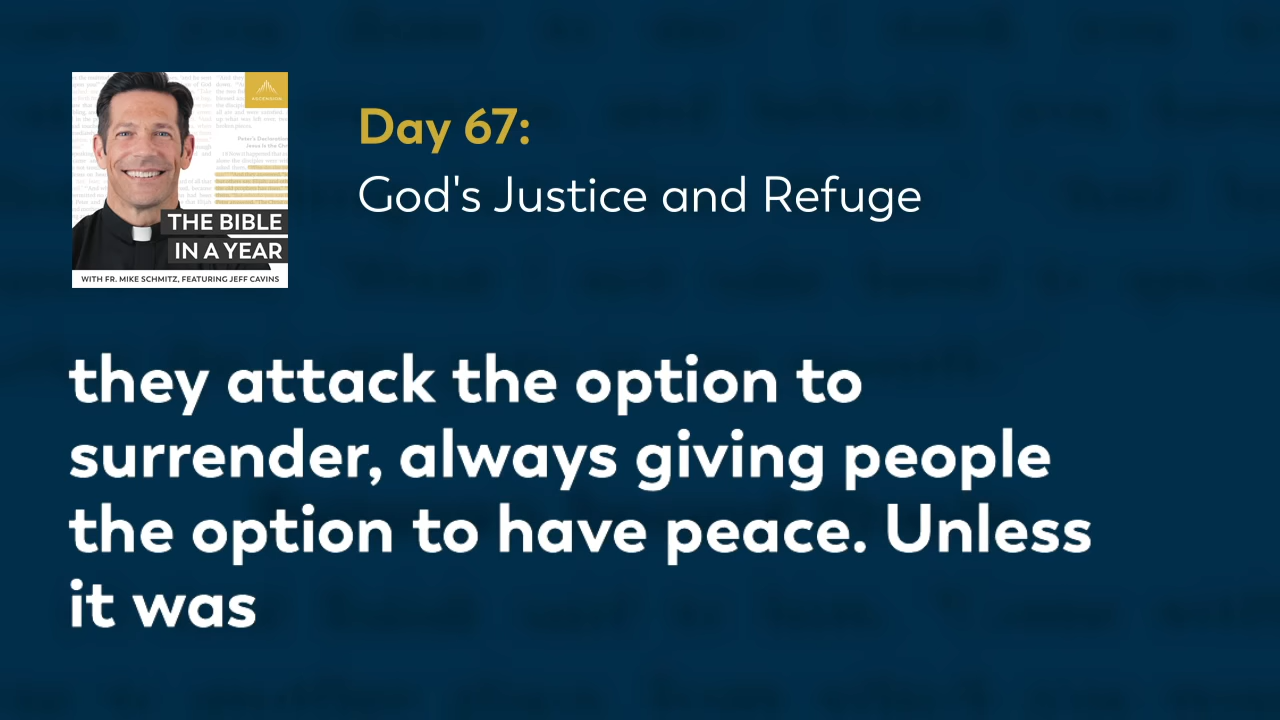 ASCENSION
THE BIBLE
IN A YEAR
WITH FR. MIKE SCHMITZ, FEATURING JEFF CAVINS
Day 67:
God's Justice and Refuge
they attack the option to
surrender, always giving people
the option to have peace. Unless
it was